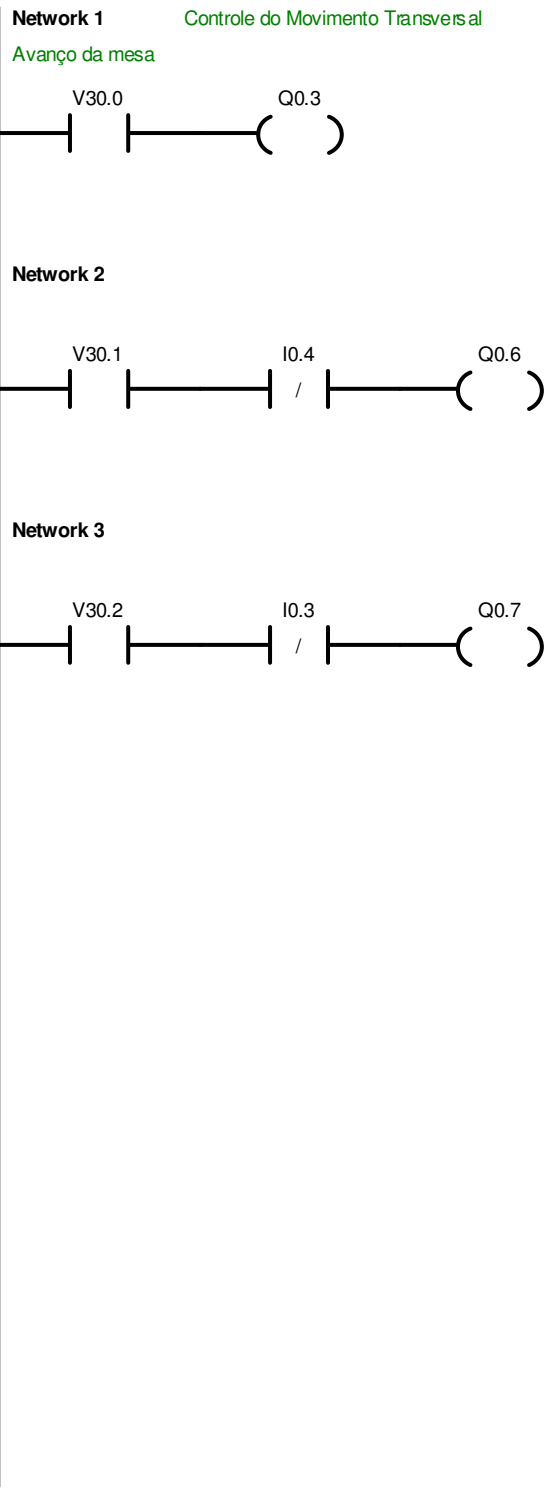 Network 1 Controle do Movimento Transversal
Avanço da mesa
V30.0 Q0.3
Network 2
V30.1 I0.4 Q0.6
/
Network 3
V30.2 I0.3 Q0.7
/